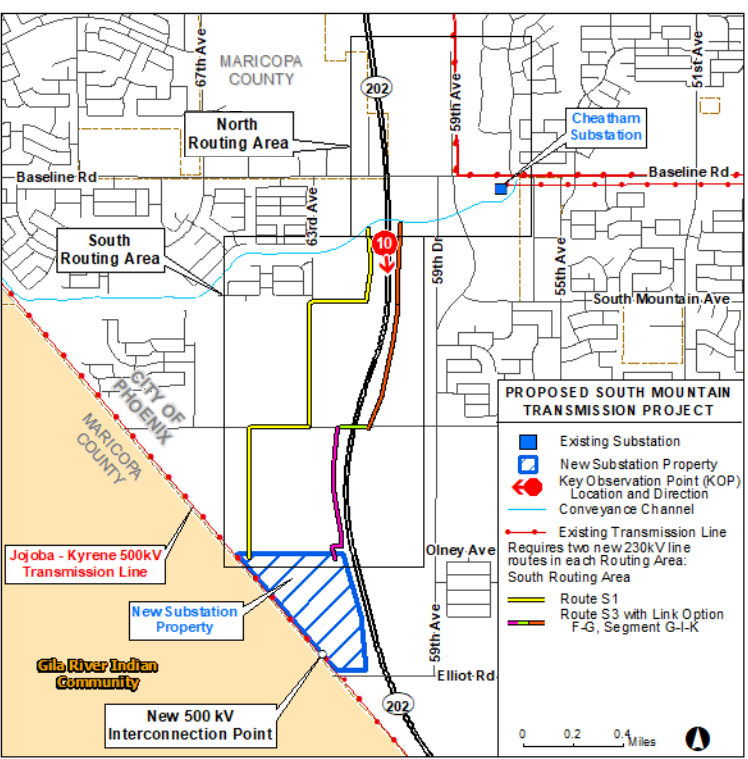 67th Ave
MARICOPA
COUNTY
202
59th Ave
51st Ave
North
Routing Area
Cheatham
Substation
Baseline Rd
Baseline Rd
63rd Ave
South
Routing Area
10
59th Dr
55th Ave
South Mountain Ave
CITY OF
PHOENIX
MARICOPA
COUNTY
PROPOSED SOUTH MOUNTAIN
TRANSMISSION PROJECT
Existing Substation
New Substation Property
Key Observation Point (KOP)
Location and Direction
Conveyance Channel
Existing Transmission Line
Requires two new 230kV line
routes in each Routing Area:
South Routing Area
Route S1
Route S3 with Link Option
F-G, Segment G-I-K
Jojoba - Kyrene 500kV
Transmission Line
Olney Ave
New Substation
Property
59th Ave
Gila River Indian
Community
Elliot Rd
New 500 kV
Interconnection Point
202
0 0.2 0.4
Miles